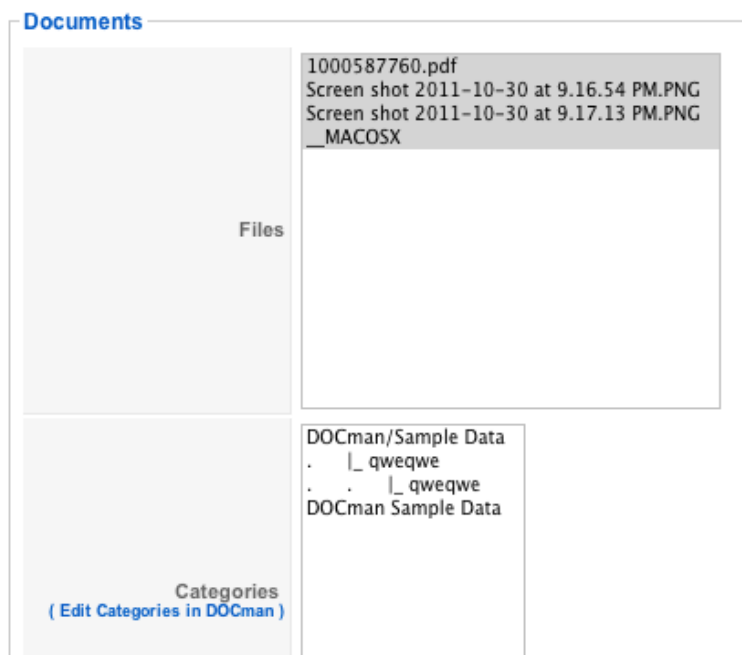 Documents
Files
1000587760.pdf
Screen shot 2011-10-30 at 9.16.54 PM.PNG
Screen shot 2011-10-30 at 9.17.13 PM.PNG
__MACOSX
Categories
( Edit Categories in DOCman )
DOCman/Sample Data
. |_ qweqwe
. . |_ qweqwe
DOCman Sample Data